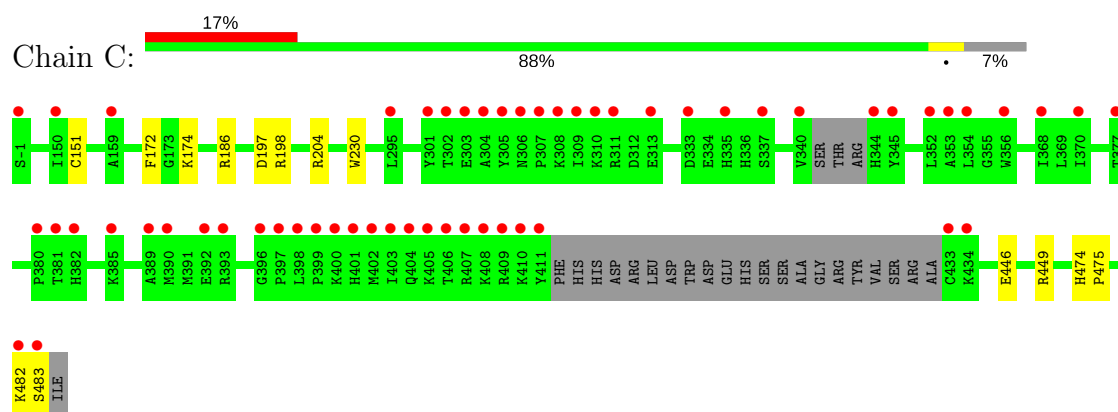 17%
Chain C:
88% • 7%
S-1 I150 C151 A159 F172 G173 K174 R186 D197 R198 R204 W230 L295 Y301 T302 E303 A304 Y305 N306 P307 K308 I309 K310 R311 D312 E313 D333 E334 H335 H336 S337 V340 SER THR ARG H344 Y345 L352 A353 L354 G355 W356 I368 L369 I370 T377
P380 T381 H382 K385 A389 M390 E392 R393 G396 P397 L398 P399 K400 H401 M402 I403 Q404 K405 T406 R407 K408 R409 K410 Y411 PHE HIS HIS ASP ARG LEU ASP TRP ASP GLU HIS SER SER ALA GLY ARG TYR VAL SER ARG ALA C433 K434 E446 R449 H474 P475
K482 S483 ILE